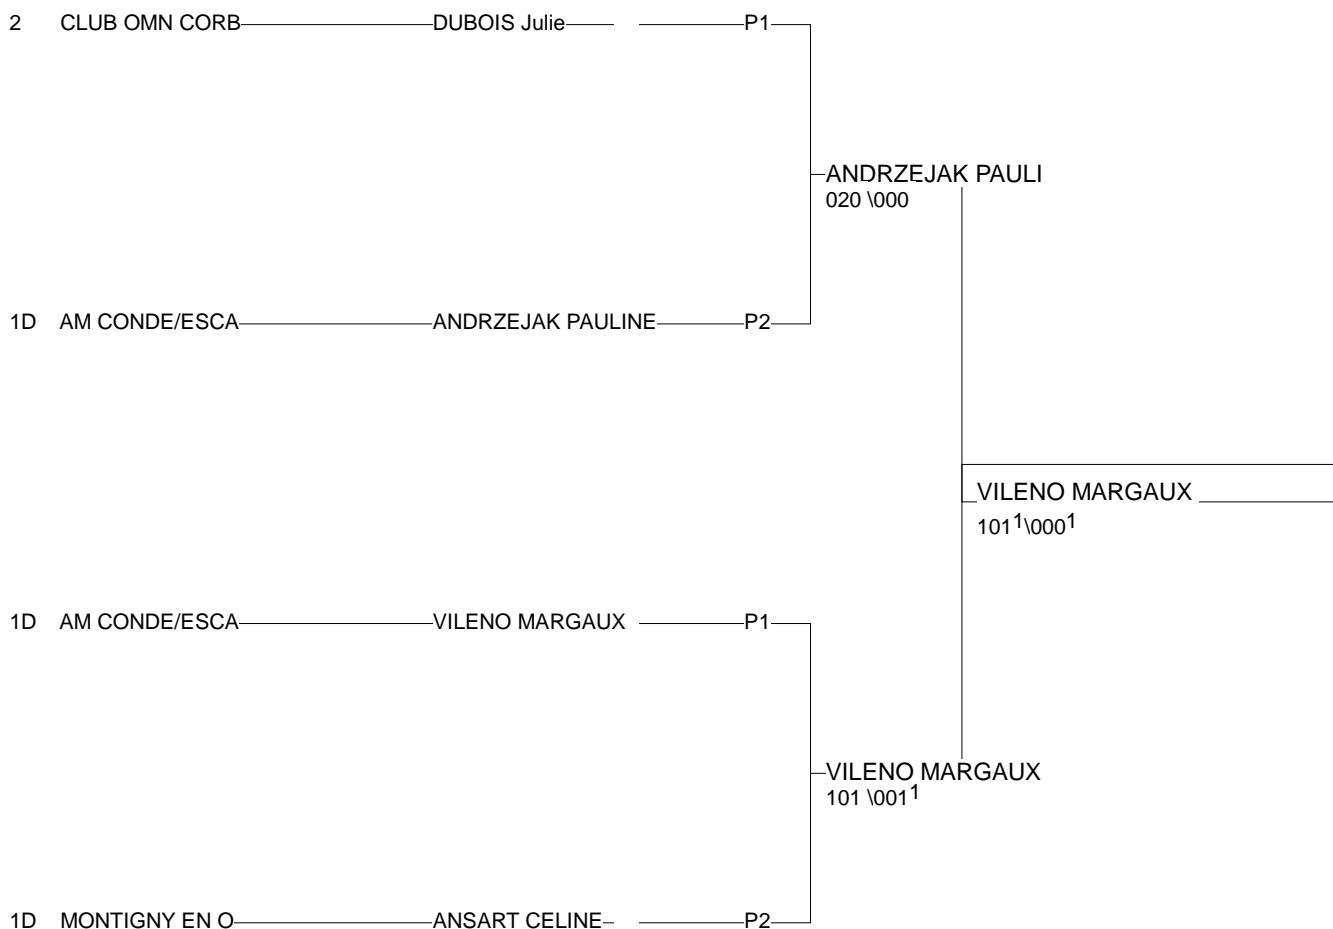 2 CLUB OMN CORB DUBOIS Julie P1
ANDRZEJAK PAULI
020 \000
1D AM CONDE/ESCA ANDRZEJAK PAULINE P2
VILENO MARGAUX
101¹\000¹
1D AM CONDE/ESCA VILENO MARGAUX P1
VILENO MARGAUX
101 \001¹
1D MONTIGNY EN O ANSART CELINE P2